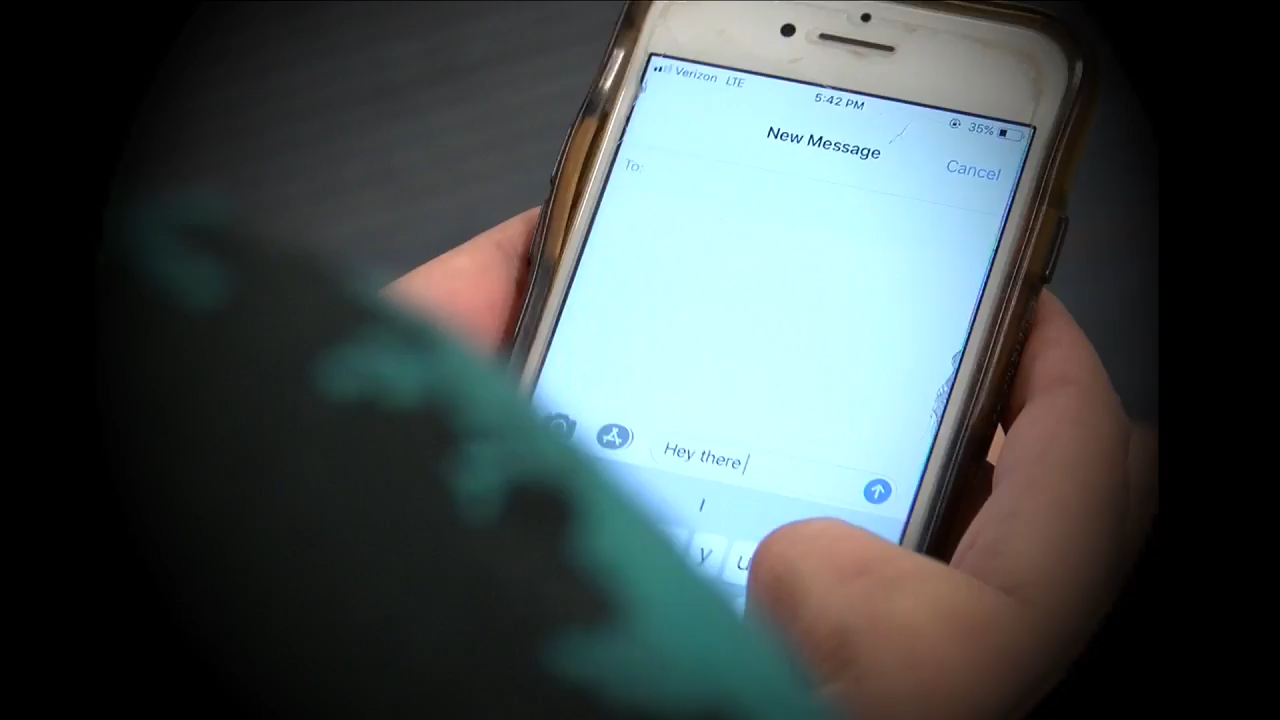 Verizon LTE
5:42 PM
35%
New Message
Cancel
To:
Hey there
I
y u